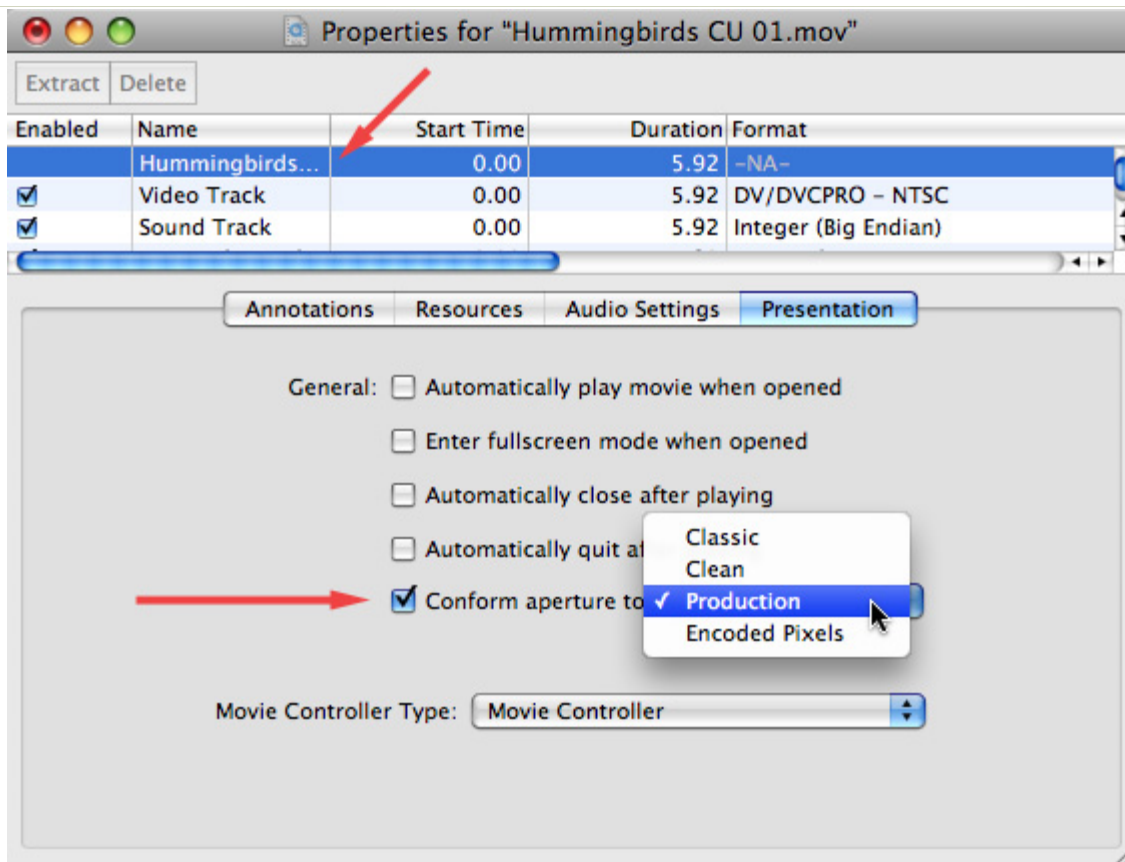 Properties for "Hummingbirds CU 01.mov"
Extract Delete
Enabled Name Start Time Duration Format
Hummingbirds... 0.00 5.92 -NA-
Video Track 0.00 5.92 DV/DVCPRO - NTSC
Sound Track 0.00 5.92 Integer (Big Endian)
Annotations Resources Audio Settings Presentation
General: Automatically play movie when opened
Enter fullscreen mode when opened
Automatically close after playing
Classic
Automatically quit af
Clean
Conform aperture to ✓ Production
Encoded Pixels
Movie Controller Type: Movie Controller